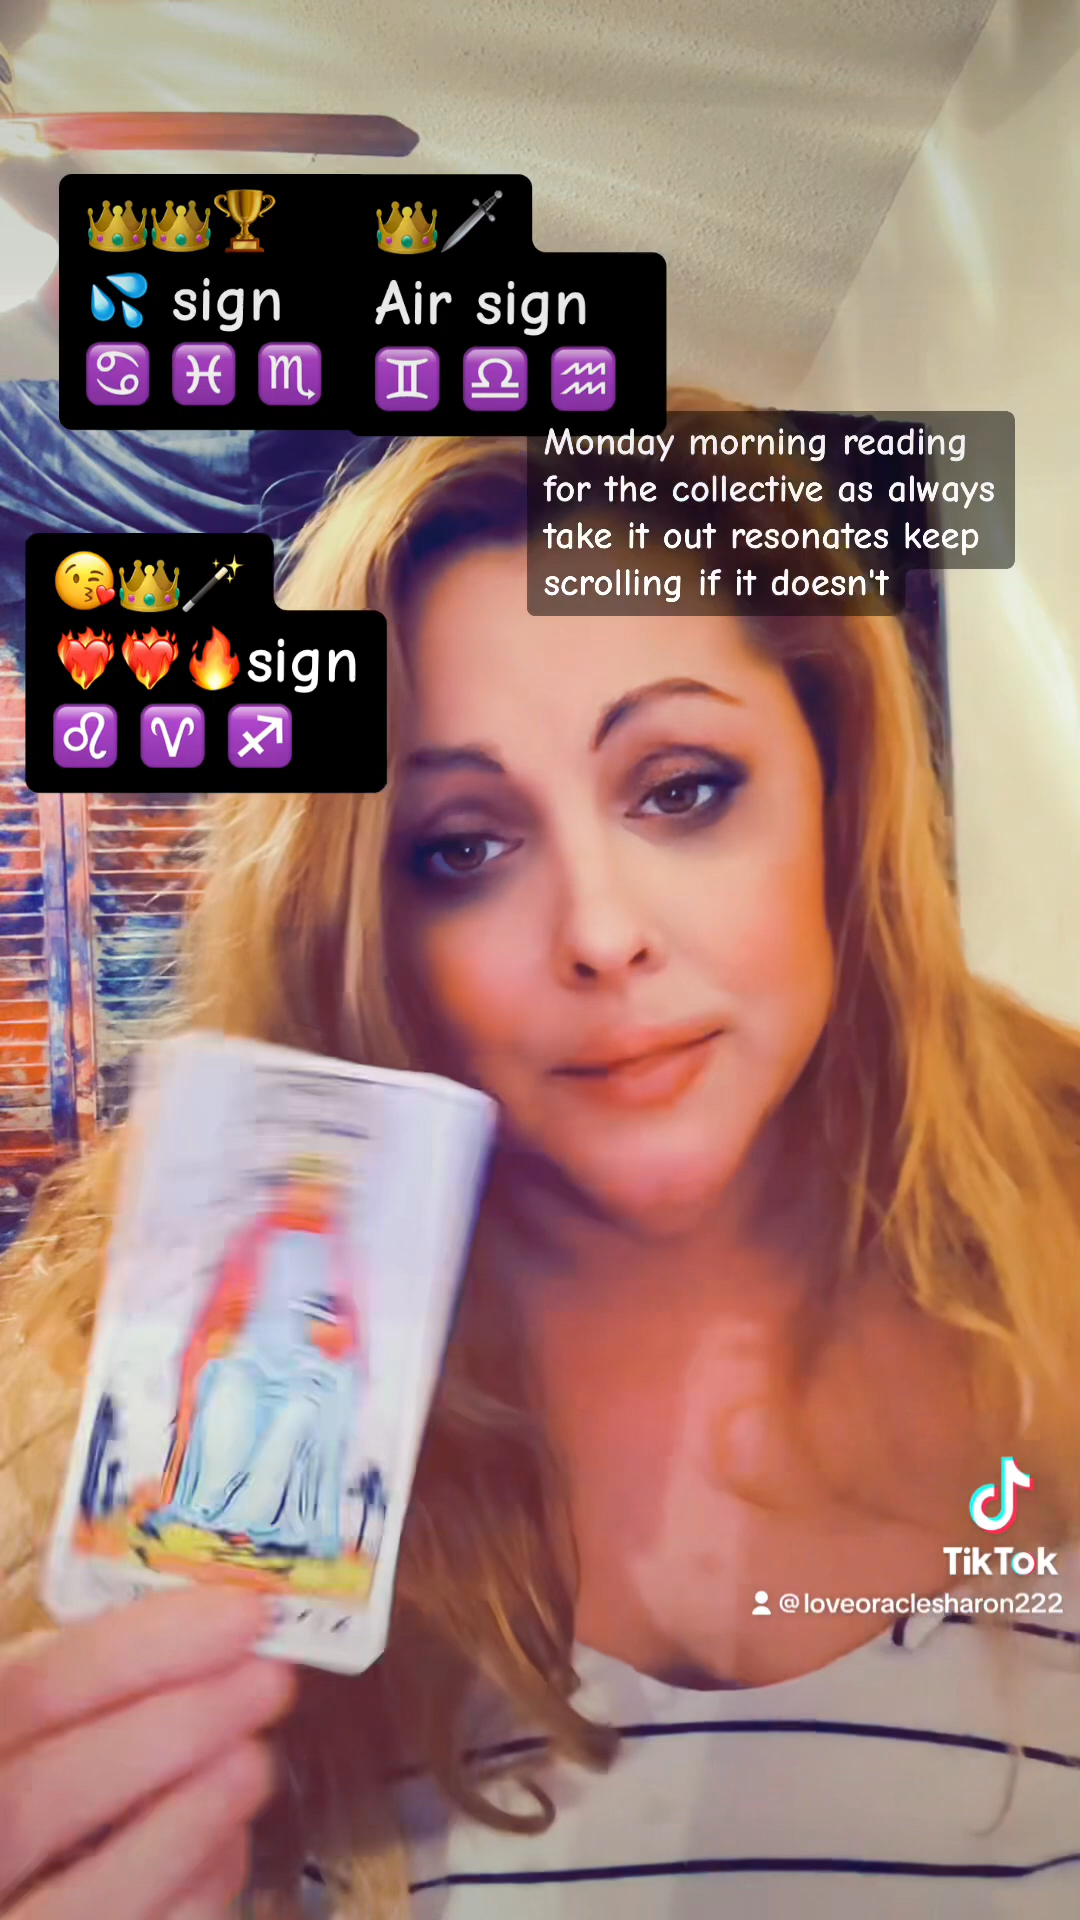 👑👑🏆
💦 sign
♋ ♓ ♏
👑🗡️
Air sign
♊ ♎ ♒
Monday morning reading
for the collective as always
take it out resonates keep
scrolling if it doesn't
😘👑🪄
❤️‍🔥❤️‍🔥🔥sign
♌ ♈ ♐
TikTok
@loveoraclesharon222